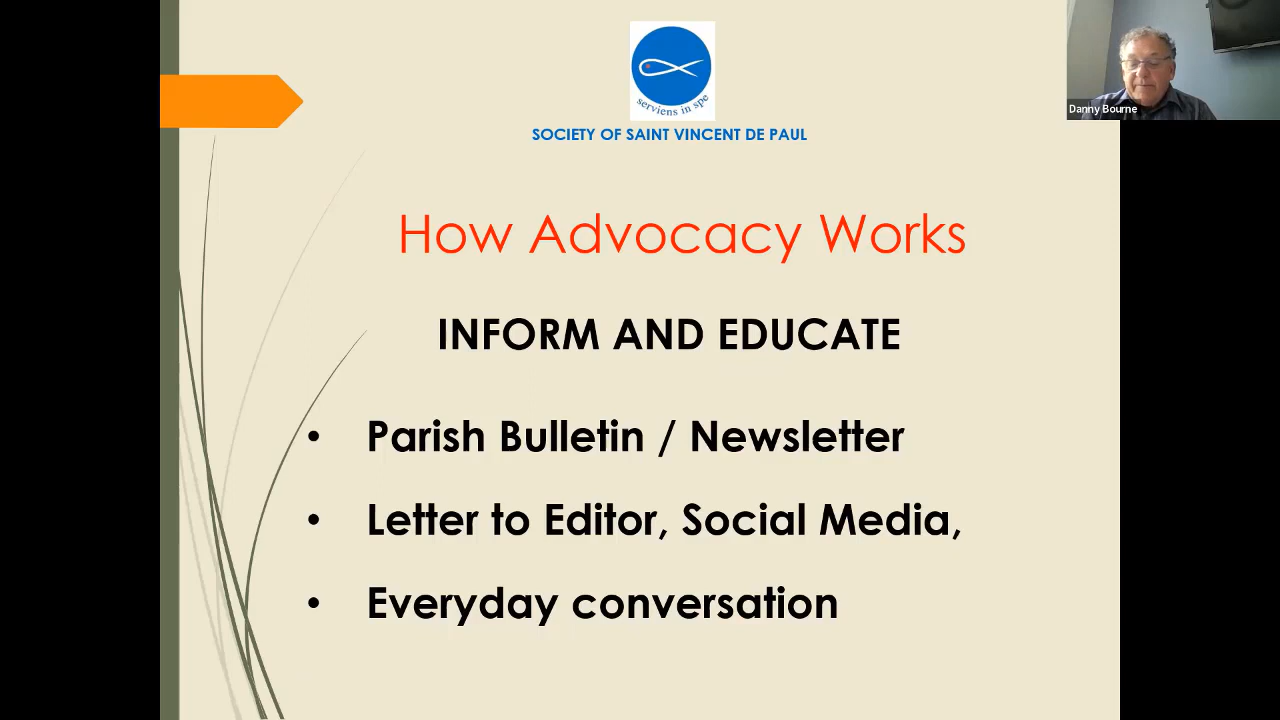 serviens in spe
SOCIETY OF SAINT VINCENT DE PAUL
Danny Bourne
How Advocacy Works
INFORM AND EDUCATE
• Parish Bulletin / Newsletter
• Letter to Editor, Social Media,
• Everyday conversation